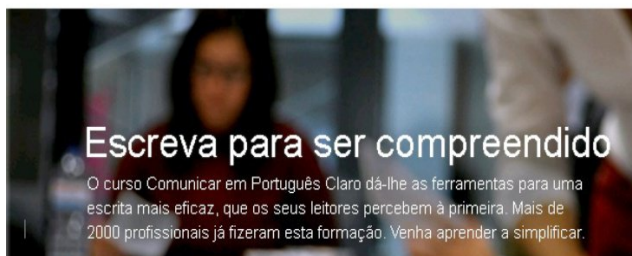 Escreva para ser compreendido
O curso Comunicar em Português Claro dá-lhe as ferramentas para uma
escrita mais eficaz, que os seus leitores percebem à primeira. Mais de
2000 profissionais já fizeram esta formação. Venha aprender a simplificar.